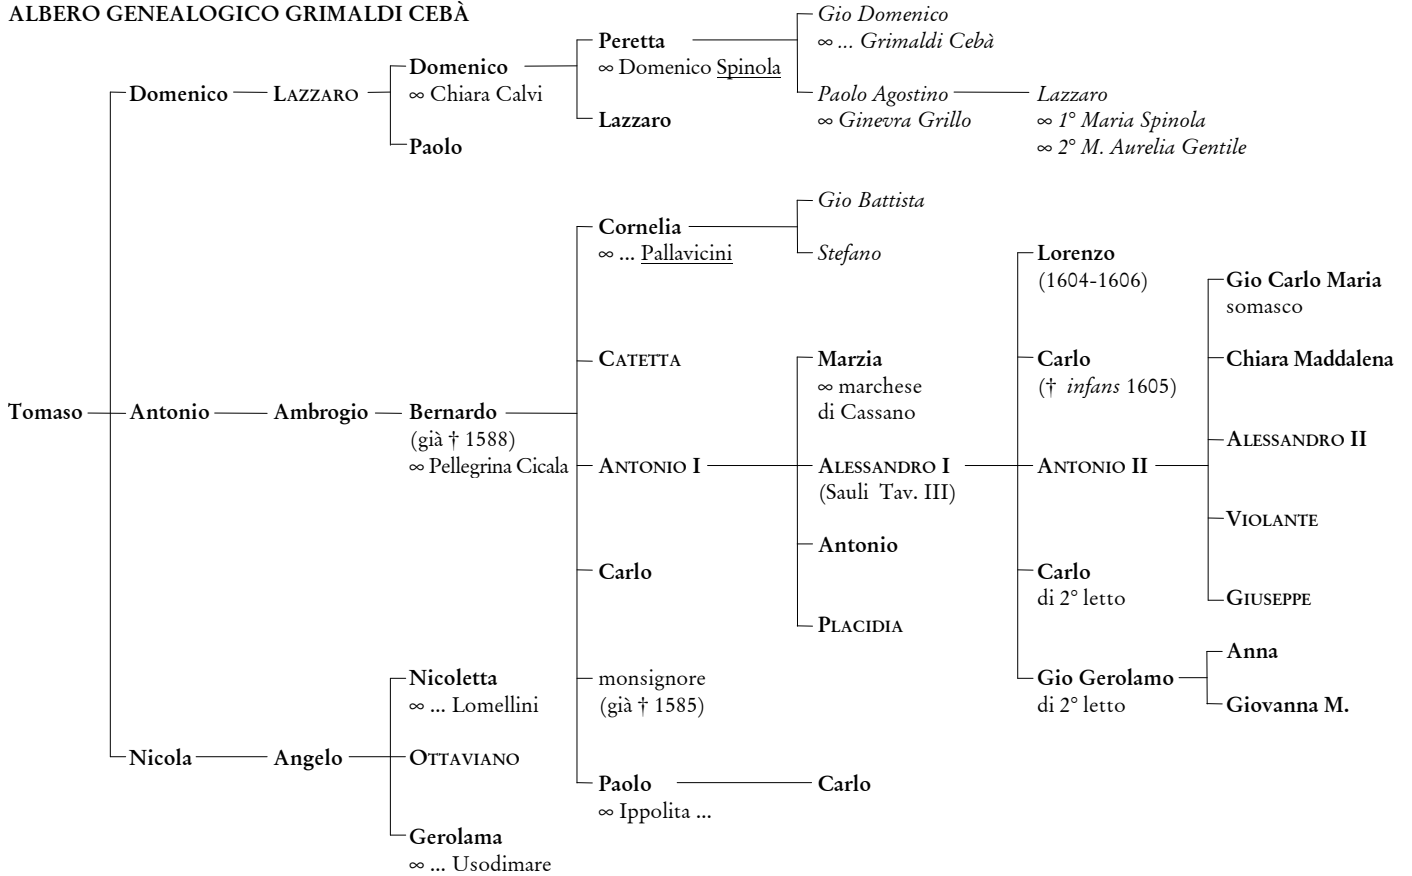 ALBERO GENEALOGICO GRIMALDI CEBÀ
Gio Domenico
∞ ... Grimaldi Cebà
Peretta
∞ Domenico Spinola
Domenico
∞ Chiara Calvi
Domenico
LAZZARO
Paolo Agostino
∞ Ginevra Grillo
Lazzaro
∞ 1° Maria Spinola
∞ 2° M. Aurelia Gentile
Lazzaro
Paolo
Gio Battista
Cornelia
∞ ... Pallavicini
Stefano
Lorenzo
(1604-1606)
Gio Carlo Maria
somasco
CATETTA
Marzia
∞ marchese
di Cassano
Carlo
(† infans 1605)
Chiara Maddalena
Tomaso
Antonio
Ambrogio
Bernardo
(già † 1588)
∞ Pellegrina Cicala
ALESSANDRO II
ANTONIO I
ALESSANDRO I
(Sauli Tav. III)
ANTONIO II
VIOLANTE
Antonio
Carlo
Carlo
di 2° letto
GIUSEPPE
PLACIDIA
Anna
Nicoletta
∞ ... Lomellini
monsignore
(già † 1585)
Gio Gerolamo
di 2° letto
Giovanna M.
Nicola
Angelo
OTTAVIANO
Paolo
∞ Ippolita ...
Carlo
Gerolama
∞ ... Usodimare